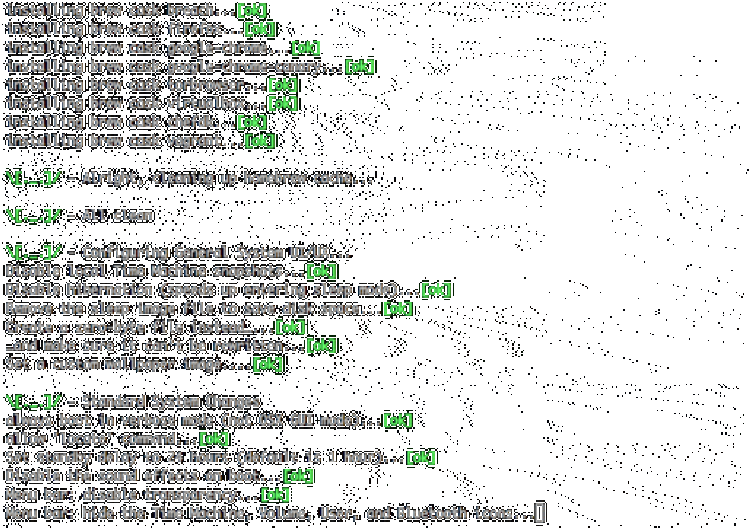 installing brew cask breach...[ok]
installing brew cask firefox...[ok]
installing brew cask google-chrome...[ok]
installing brew cask google-chrome-canary...[ok]
installing brew cask torbrowser...[ok]
installing brew cask virtualbox...[ok]
installing brew cask ...[ok]
installing brew cask vagrant...[ok]
\[._.]/ - Alright, cleaning up homebrew cache...
\[._.]/ - All clean
\[._.]/ - Configuring General System UI/UX...
Disable local Time Machine snapshots...[ok]
Disable hibernation (speeds up entering sleep mode)...[ok]
Remove the sleep image file to save disk space...[ok]
Create a zero-byte file instead...[ok]
…and make sure it can't be rewritten...[ok]
Set a custom wallpaper image...[ok]
\[._.]/ - Standard System Changes
always boot in verbose mode (not OSX GUI mode)...[ok]
allow 'locate' command...[ok]
Set standby delay to 24 hours (default is 1 hour)...[ok]
Disable the sound effects on boot...[ok]
Menu bar: disable transparency...[ok]
Menu bar: hide the Time Machine, Volume, User, and Bluetooth icons...